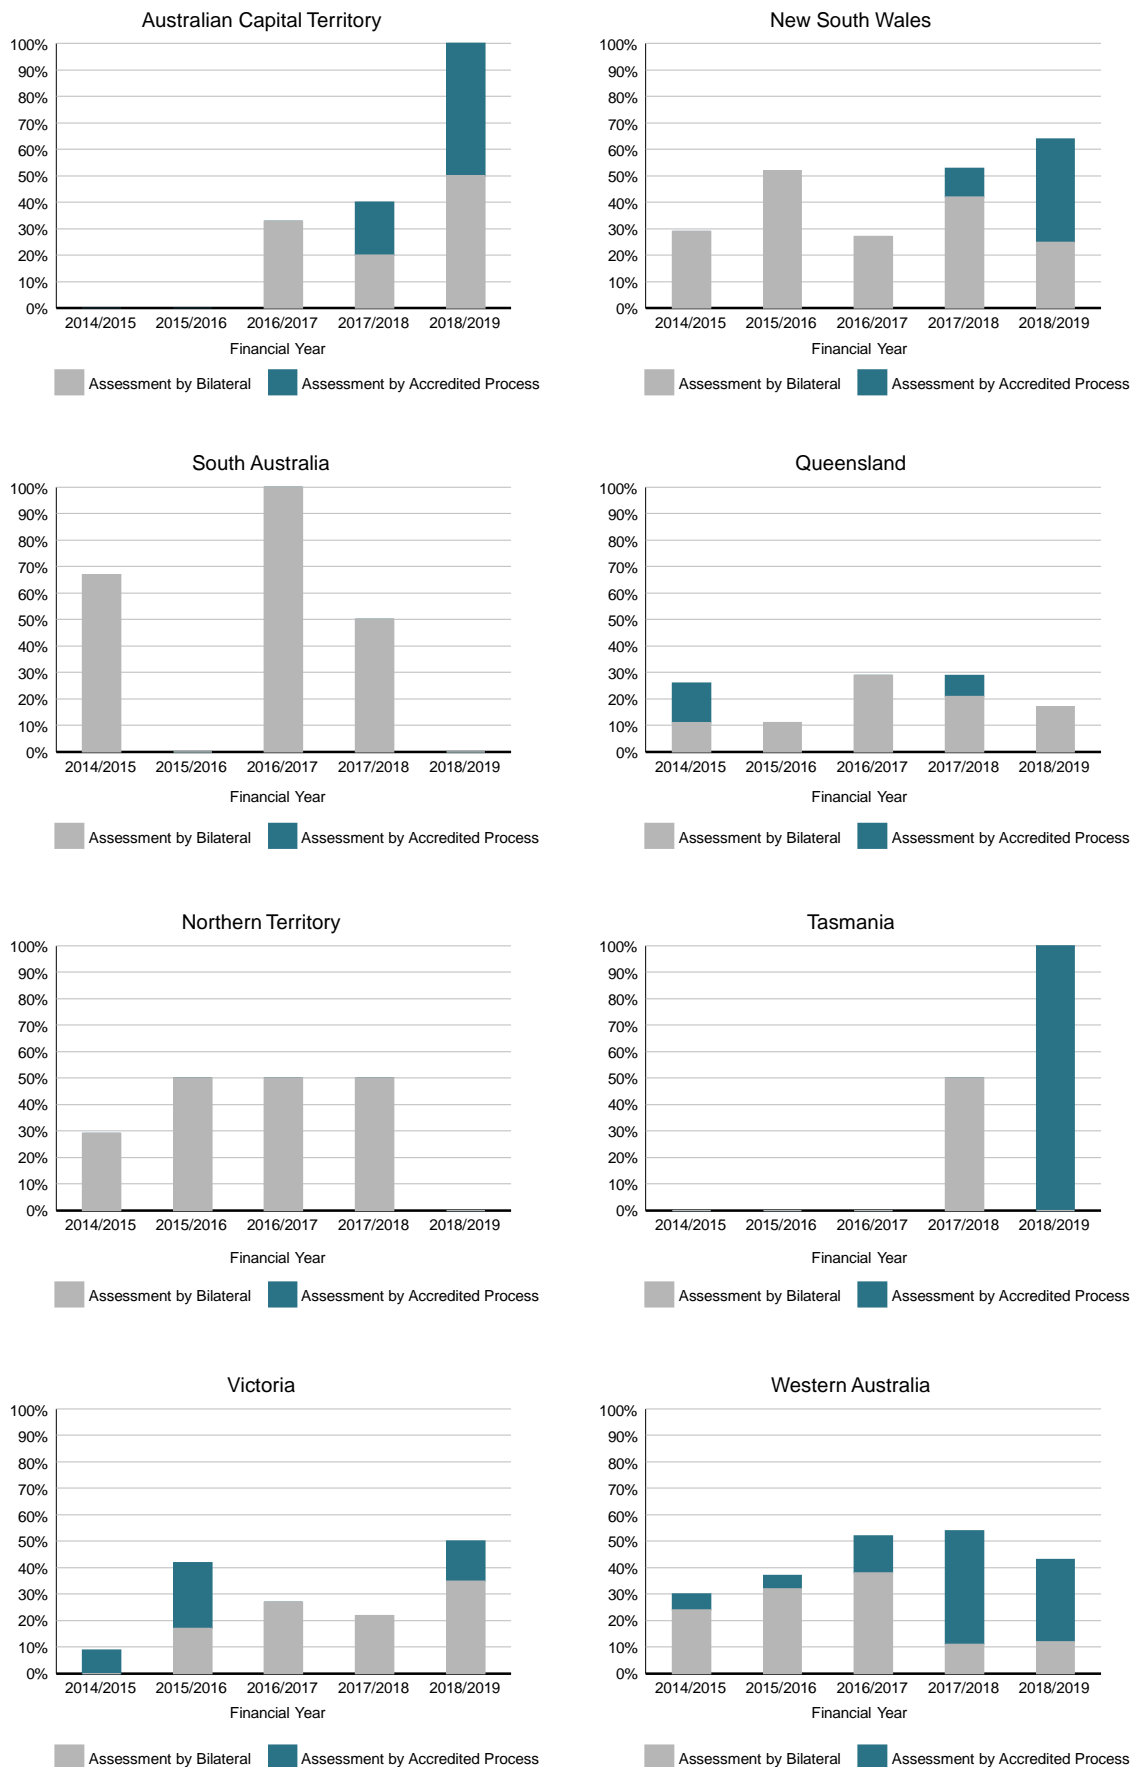 Australian Capital Territory
100%
90%
80%
70%
60%
50%
40%
30%
20%
10%
0%
2014/2015 2015/2016 2016/2017 2017/2018 2018/2019
Financial Year
Assessment by Bilateral Assessment by Accredited Process
New South Wales
100%
90%
80%
70%
60%
50%
40%
30%
20%
10%
0%
2014/2015 2015/2016 2016/2017 2017/2018 2018/2019
Financial Year
Assessment by Bilateral Assessment by Accredited Process
South Australia
100%
90%
80%
70%
60%
50%
40%
30%
20%
10%
0%
2014/2015 2015/2016 2016/2017 2017/2018 2018/2019
Financial Year
Assessment by Bilateral Assessment by Accredited Process
Queensland
100%
90%
80%
70%
60%
50%
40%
30%
20%
10%
0%
2014/2015 2015/2016 2016/2017 2017/2018 2018/2019
Financial Year
Assessment by Bilateral Assessment by Accredited Process
Northern Territory
100%
90%
80%
70%
60%
50%
40%
30%
20%
10%
0%
2014/2015 2015/2016 2016/2017 2017/2018 2018/2019
Financial Year
Assessment by Bilateral Assessment by Accredited Process
Tasmania
100%
90%
80%
70%
60%
50%
40%
30%
20%
10%
0%
2014/2015 2015/2016 2016/2017 2017/2018 2018/2019
Financial Year
Assessment by Bilateral Assessment by Accredited Process
Victoria
100%
90%
80%
70%
60%
50%
40%
30%
20%
10%
0%
2014/2015 2015/2016 2016/2017 2017/2018 2018/2019
Financial Year
Assessment by Bilateral Assessment by Accredited Process
Western Australia
100%
90%
80%
70%
60%
50%
40%
30%
20%
10%
0%
2014/2015 2015/2016 2016/2017 2017/2018 2018/2019
Financial Year
Assessment by Bilateral Assessment by Accredited Process